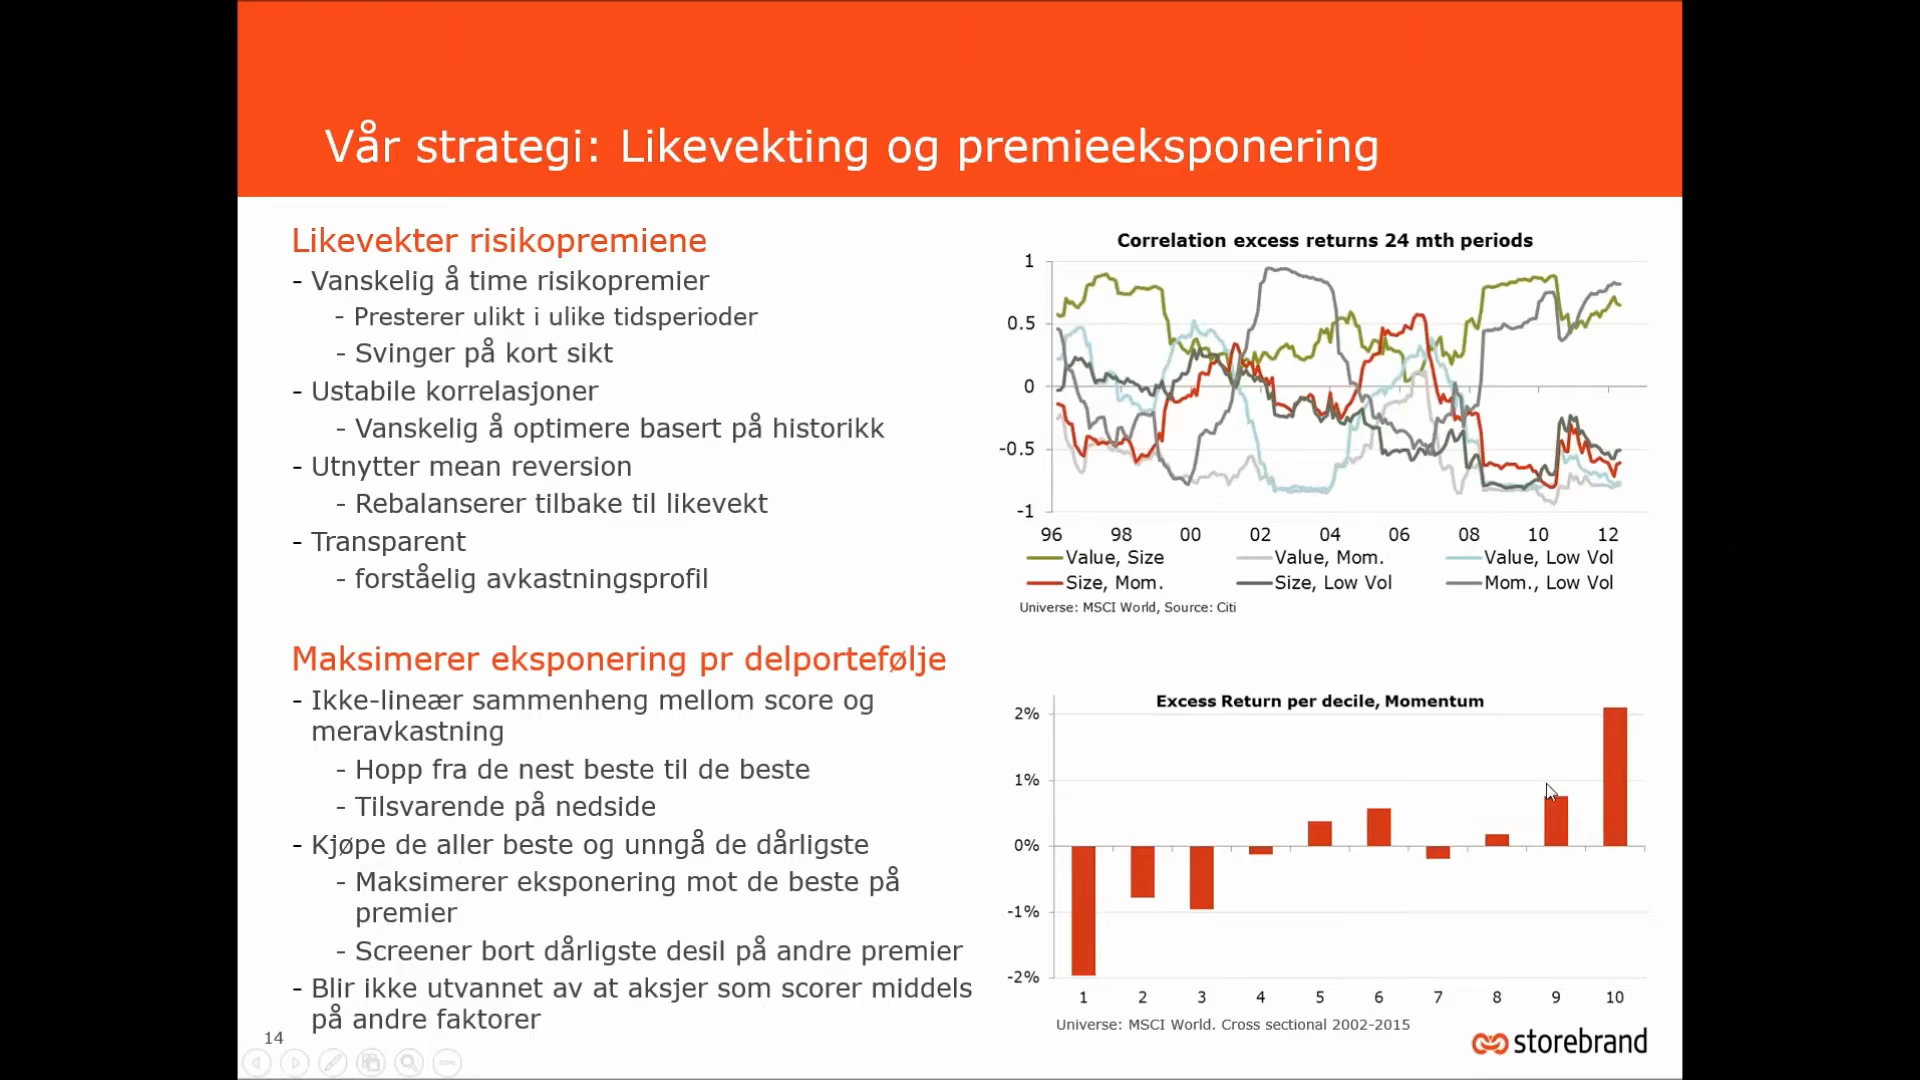 Vår strategi: Likevekting og premieeksponering
Likevekter risikopremiene
- Vanskelig å time risikopremier
- Presterer ulikt i ulike tidsperioder
- Svinger på kort sikt
- Ustabile korrelasjoner
- Vanskelig å optimere basert på historikk
- Utnytter mean reversion
- Rebalanserer tilbake til likevekt
- Transparent
- forståelig avkastningsprofil
Maksimerer eksponering pr delportefølje
- Ikke-lineær sammenheng mellom score og
meravkastning
- Hopp fra de nest beste til de beste
- Tilsvarende på nedside
- Kjøpe de aller beste og unngå de dårligste
- Maksimerer eksponering mot de beste på
premier
- Screener bort dårligste desil på andre premier
- Blir ikke utvannet av at aksjer som scorer middels
på andre faktorer
14
Correlation excess returns 24 mth periods
1
0.5
0
-0.5
-1
96 98 00 02 04 06 08 10 12
Value, Size Value, Mom. Value, Low Vol
Size, Mom. Size, Low Vol Mom., Low Vol
Universe: MSCI World, Source: Citi
Excess Return per decile, Momentum
2%
1%
0%
-1%
-2%
1 2 3 4 5 6 7 8 9 10
Universe: MSCI World. Cross sectional 2002-2015
storebrand